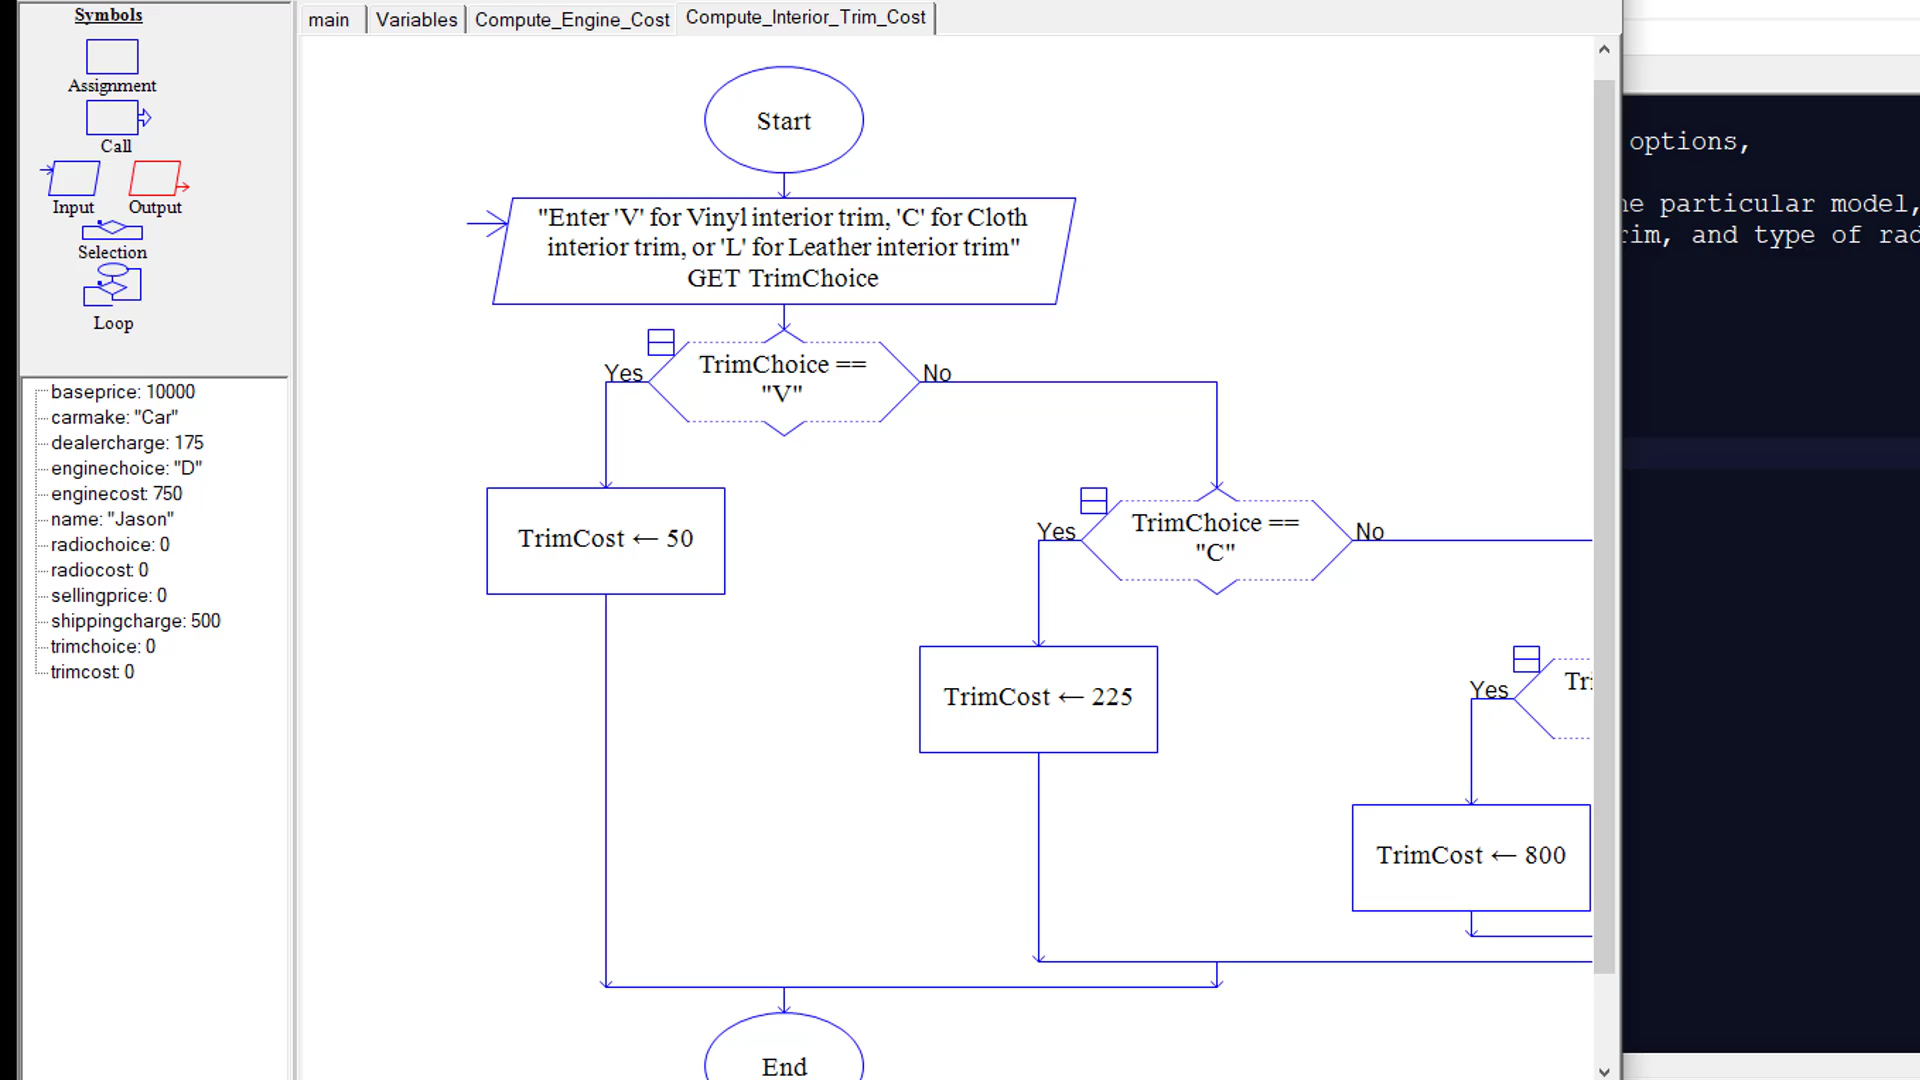 Symbols
Assignment
Call
Input
Output
Selection
Loop
baseprice: 10000
carmake: "Car"
dealercharge: 175
enginechoice: "D"
enginecost: 750
name: "Jason"
radiochoice: 0
radiocost: 0
sellingprice: 0
shippingcharge: 500
trimchoice: 0
trimcost: 0
main
Variables
Compute_Engine_Cost
Compute_Interior_Trim_Cost
Start
"Enter 'V' for Vinyl interior trim, 'C' for Cloth
interior trim, or 'L' for Leather interior trim"
GET TrimChoice
Yes
TrimChoice ==
"V"
No
TrimCost ← 50
Yes
TrimChoice ==
"C"
No
TrimCost ← 225
Yes
TrimCost ← 800
End
options,
particular model,
and type of